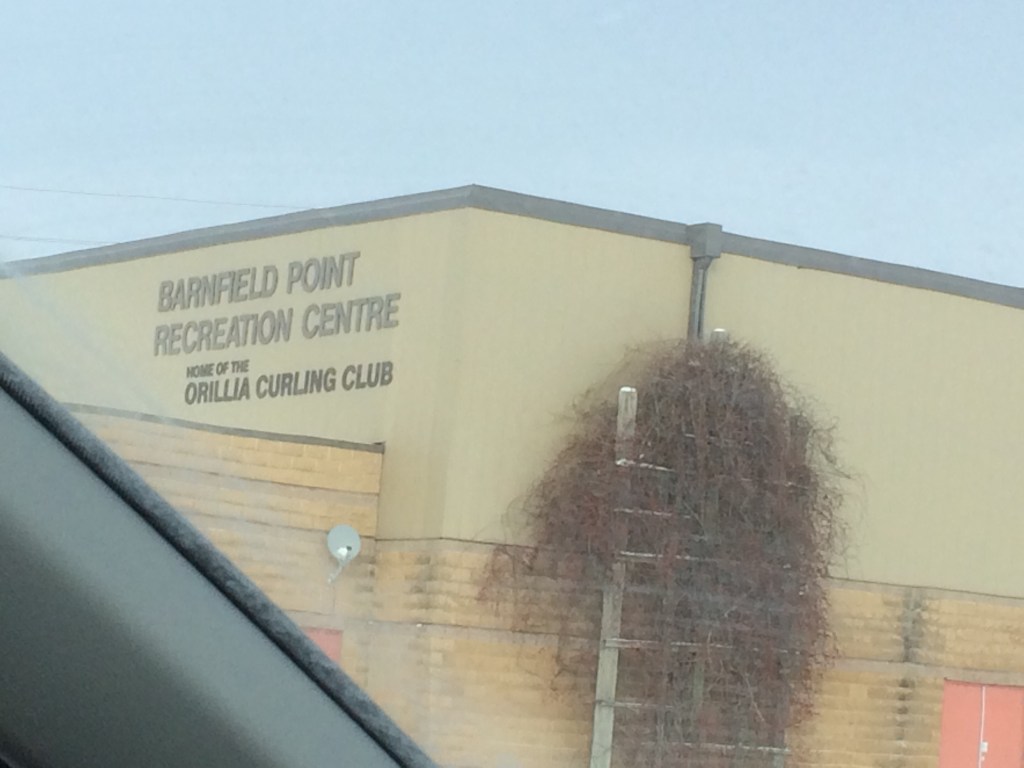 BARNFIELD POINT
RECREATION CENTRE
HOME OF THE
ORILLIA CURLING CLUB